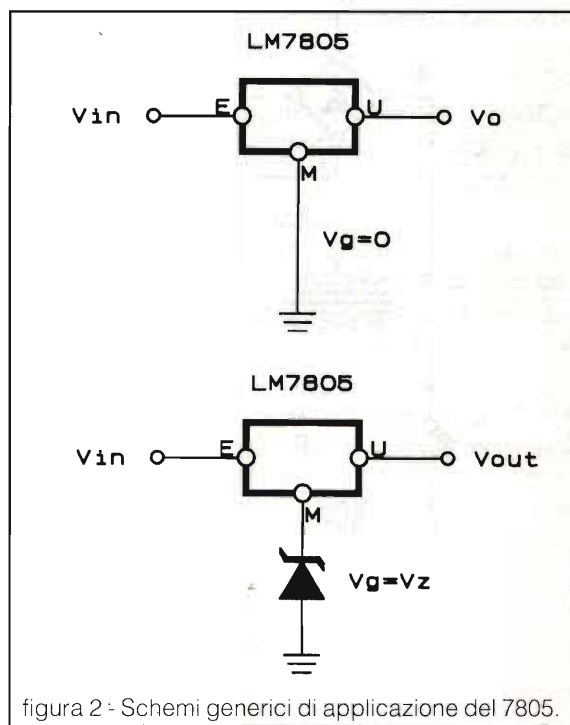 LM7805
Vin E U Vo
M
Vg=0
LM7805
Vin E U Vout
M
Vg=Vz
figura 2 - Schemi generici di applicazione del 7805.